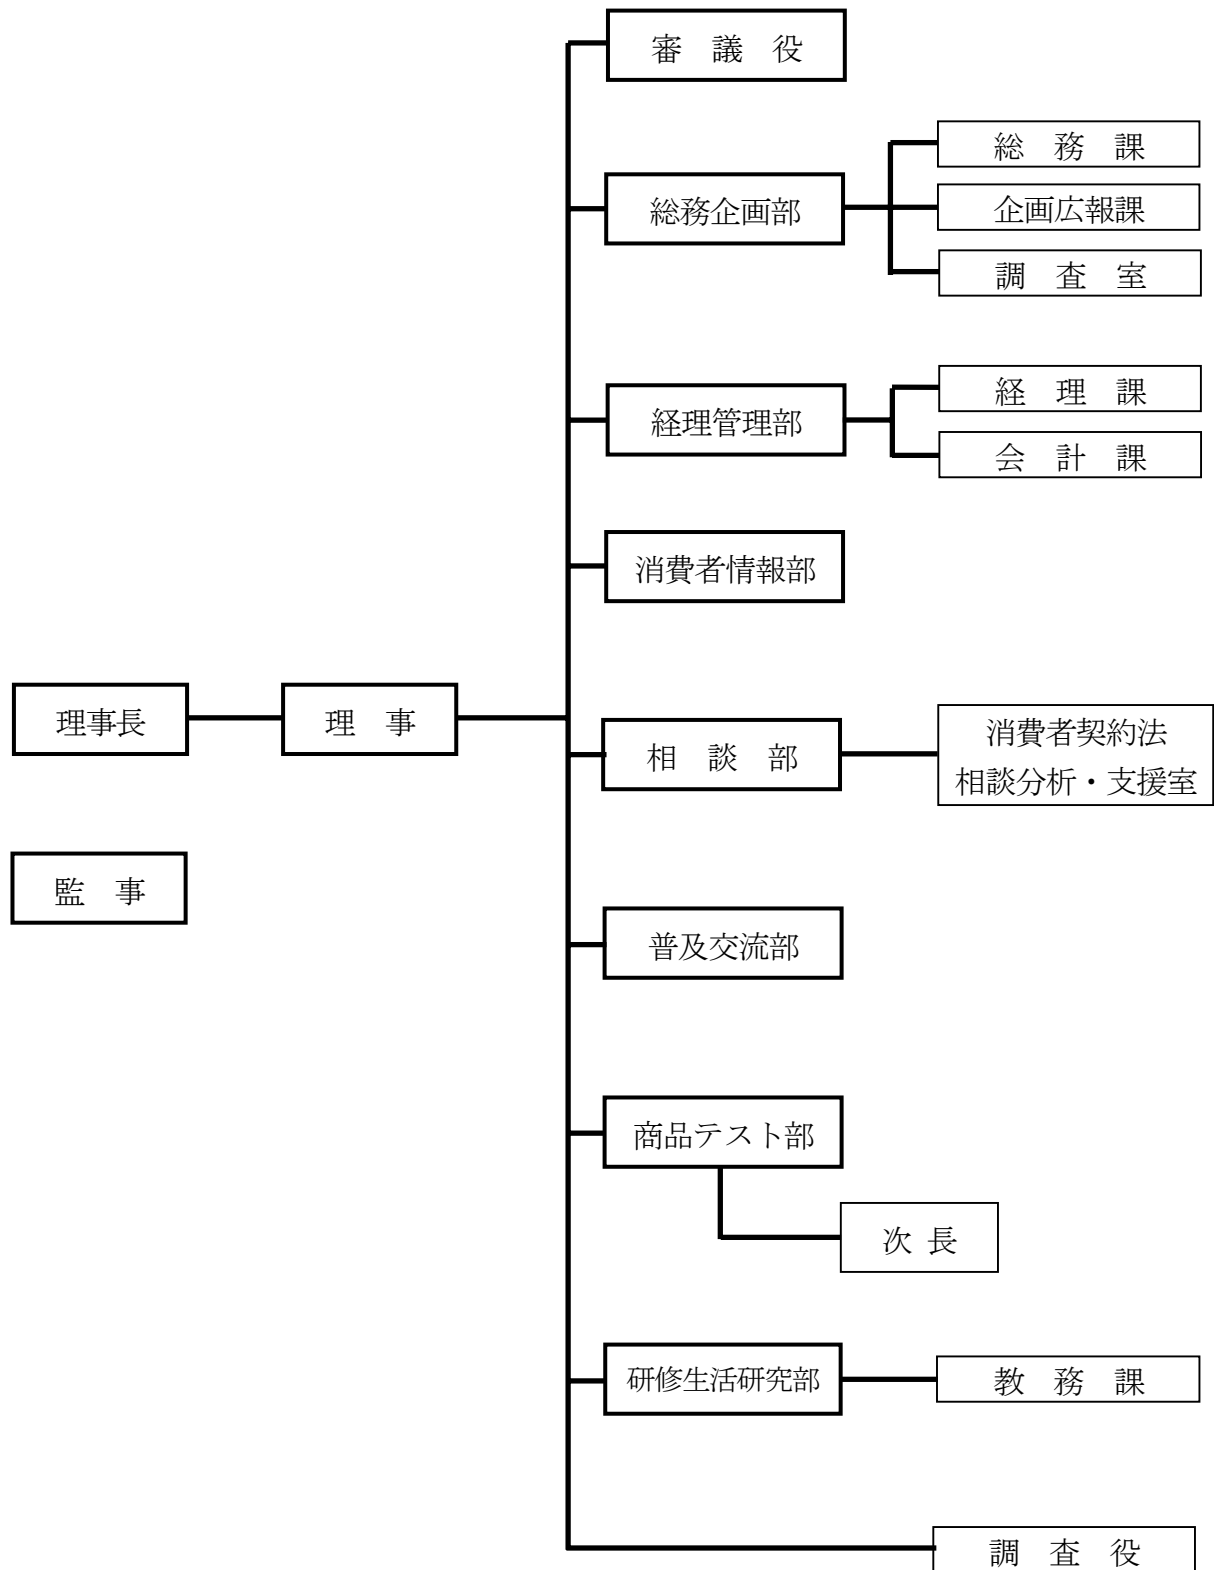 審　議　役
総務企画部
総　務　課
企画広報課
調　査　室
経理管理部
経　理　課
会　計　課
消費者情報部
理事長
理　事
相　談　部
消費者契約法
相談分析・支援室
監　事
普及交流部
商品テスト部
次 長
研修生活研究部
教　務　課
調　査　役